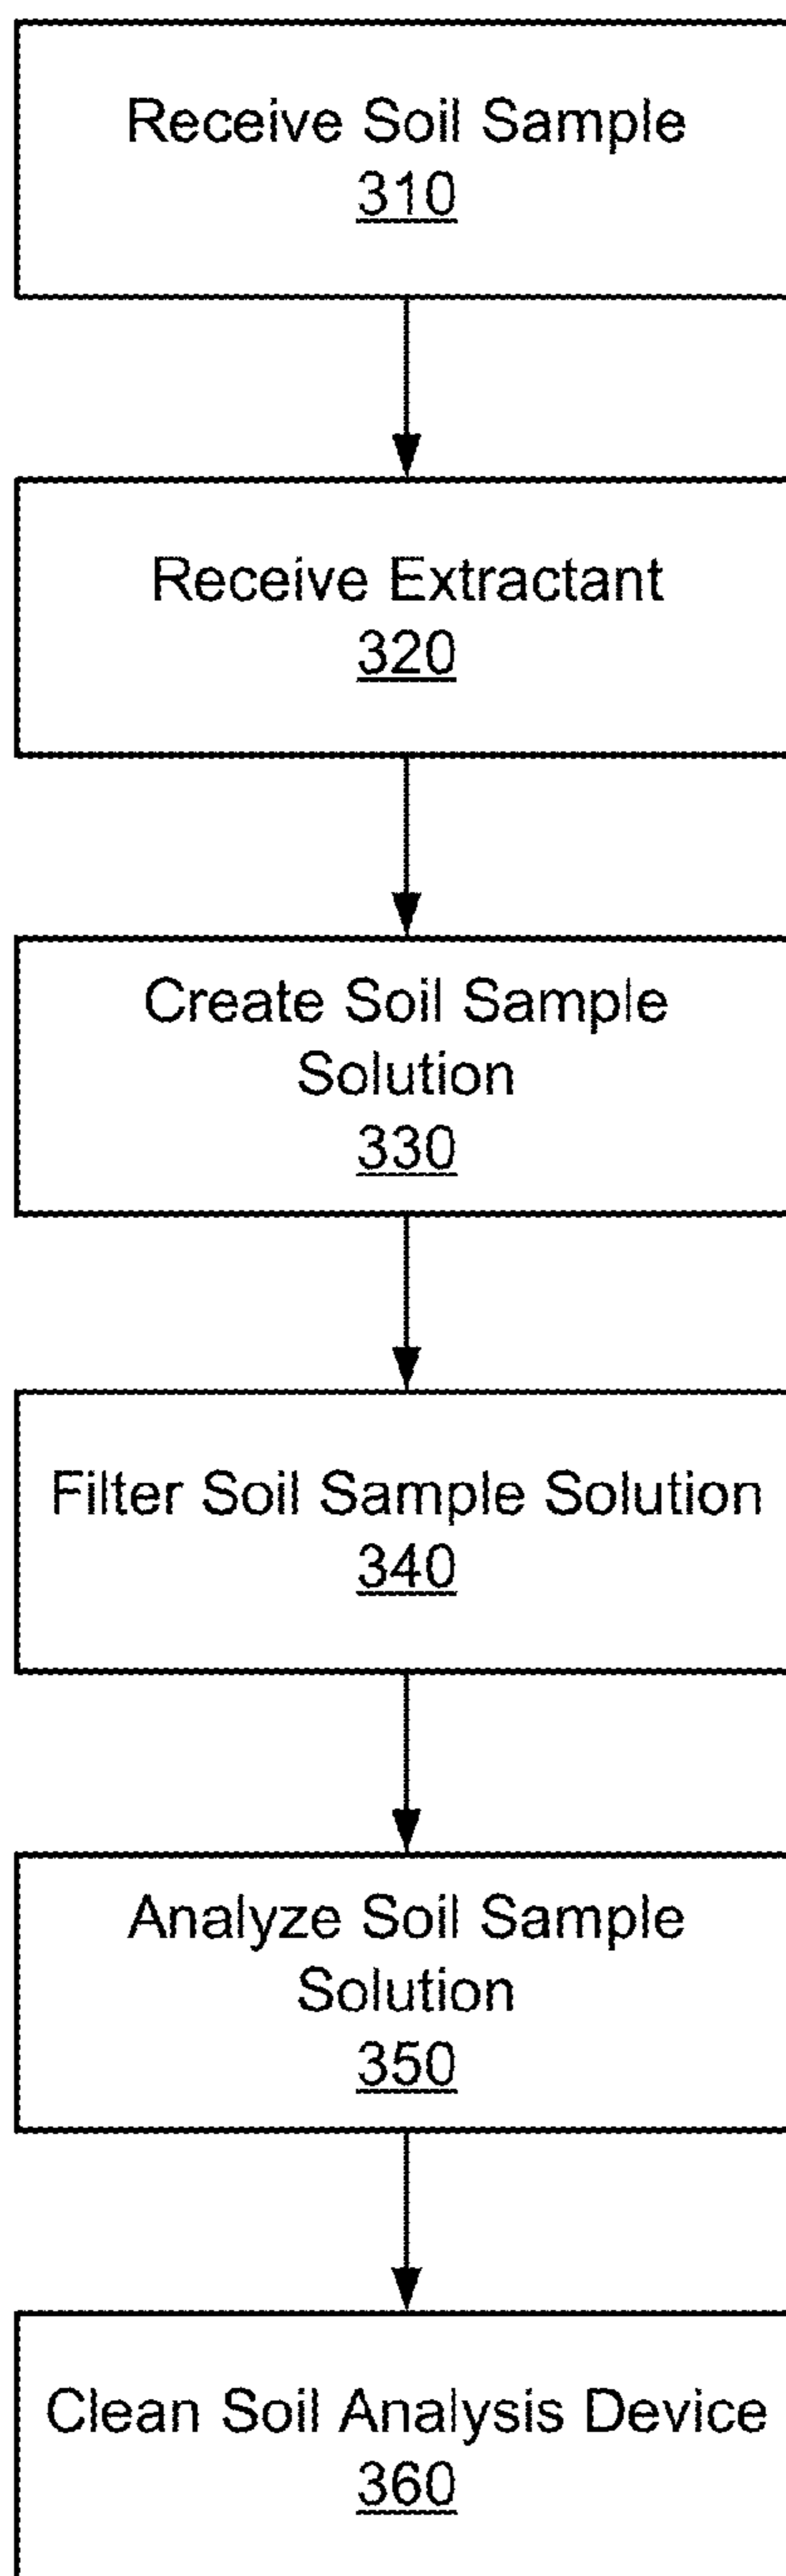 Receive Soil Sample
310
Receive Extractant
320
Create Soil Sample
Solution
330
Filter Soil Sample Solution
340
Analyze Soil Sample
Solution
350
Clean Soil Analysis Device
360